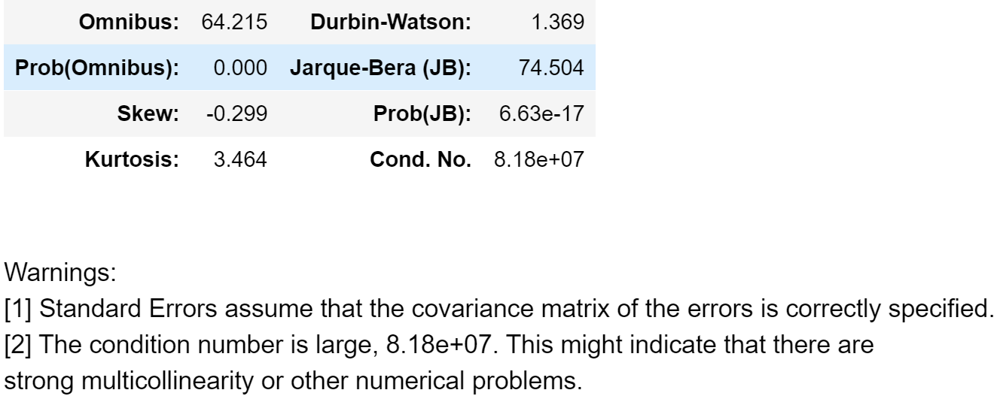 Omnibus: 64.215 Durbin-Watson: 1.369
Prob(Omnibus): 0.000 Jarque-Bera (JB): 74.504
Skew: -0.299 Prob(JB): 6.63e-17
Kurtosis: 3.464 Cond. No. 8.18e+07
Warnings:
[1] Standard Errors assume that the covariance matrix of the errors is correctly specified.
[2] The condition number is large, 8.18e+07. This might indicate that there are
strong multicollinearity or other numerical problems.